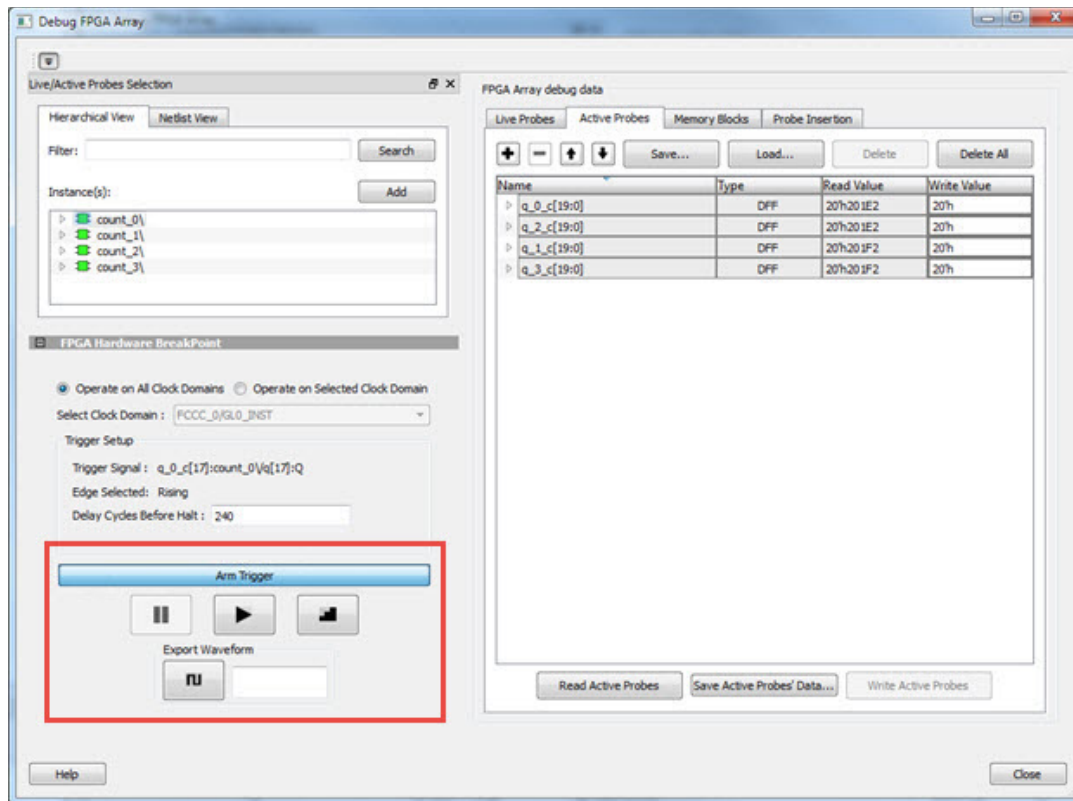 Debug FPGA Array
Live/Active Probes Selection
Hierarchical View Netlist View
Filter: Search
Instance(s): Add
count_0\
count_1\
count_2\
count_3\
FPGA Hardware BreakPoint
Operate on All Clock Domains Operate on Selected Clock Domain
Select Clock Domain : FCCC_0/GL0_INST
Trigger Setup
Trigger Signal : q_0_c[17]:count_0\/q[17]:Q
Edge Selected: Rising
Delay Cycles Before Halt : 240
Arm Trigger
Export Waveform
Help
FPGA Array debug data
Live Probes Active Probes Memory Blocks Probe Insertion
Save... Load... Delete Delete All
Name Type Read Value Write Value
q_0_c[19:0] DFF 20'h201E2 20'h
q_2_c[19:0] DFF 20'h201E2 20'h
q_1_c[19:0] DFF 20'h201F2 20'h
q_3_c[19:0] DFF 20'h201F2 20'h
Read Active Probes Save Active Probes' Data... Write Active Probes
Close